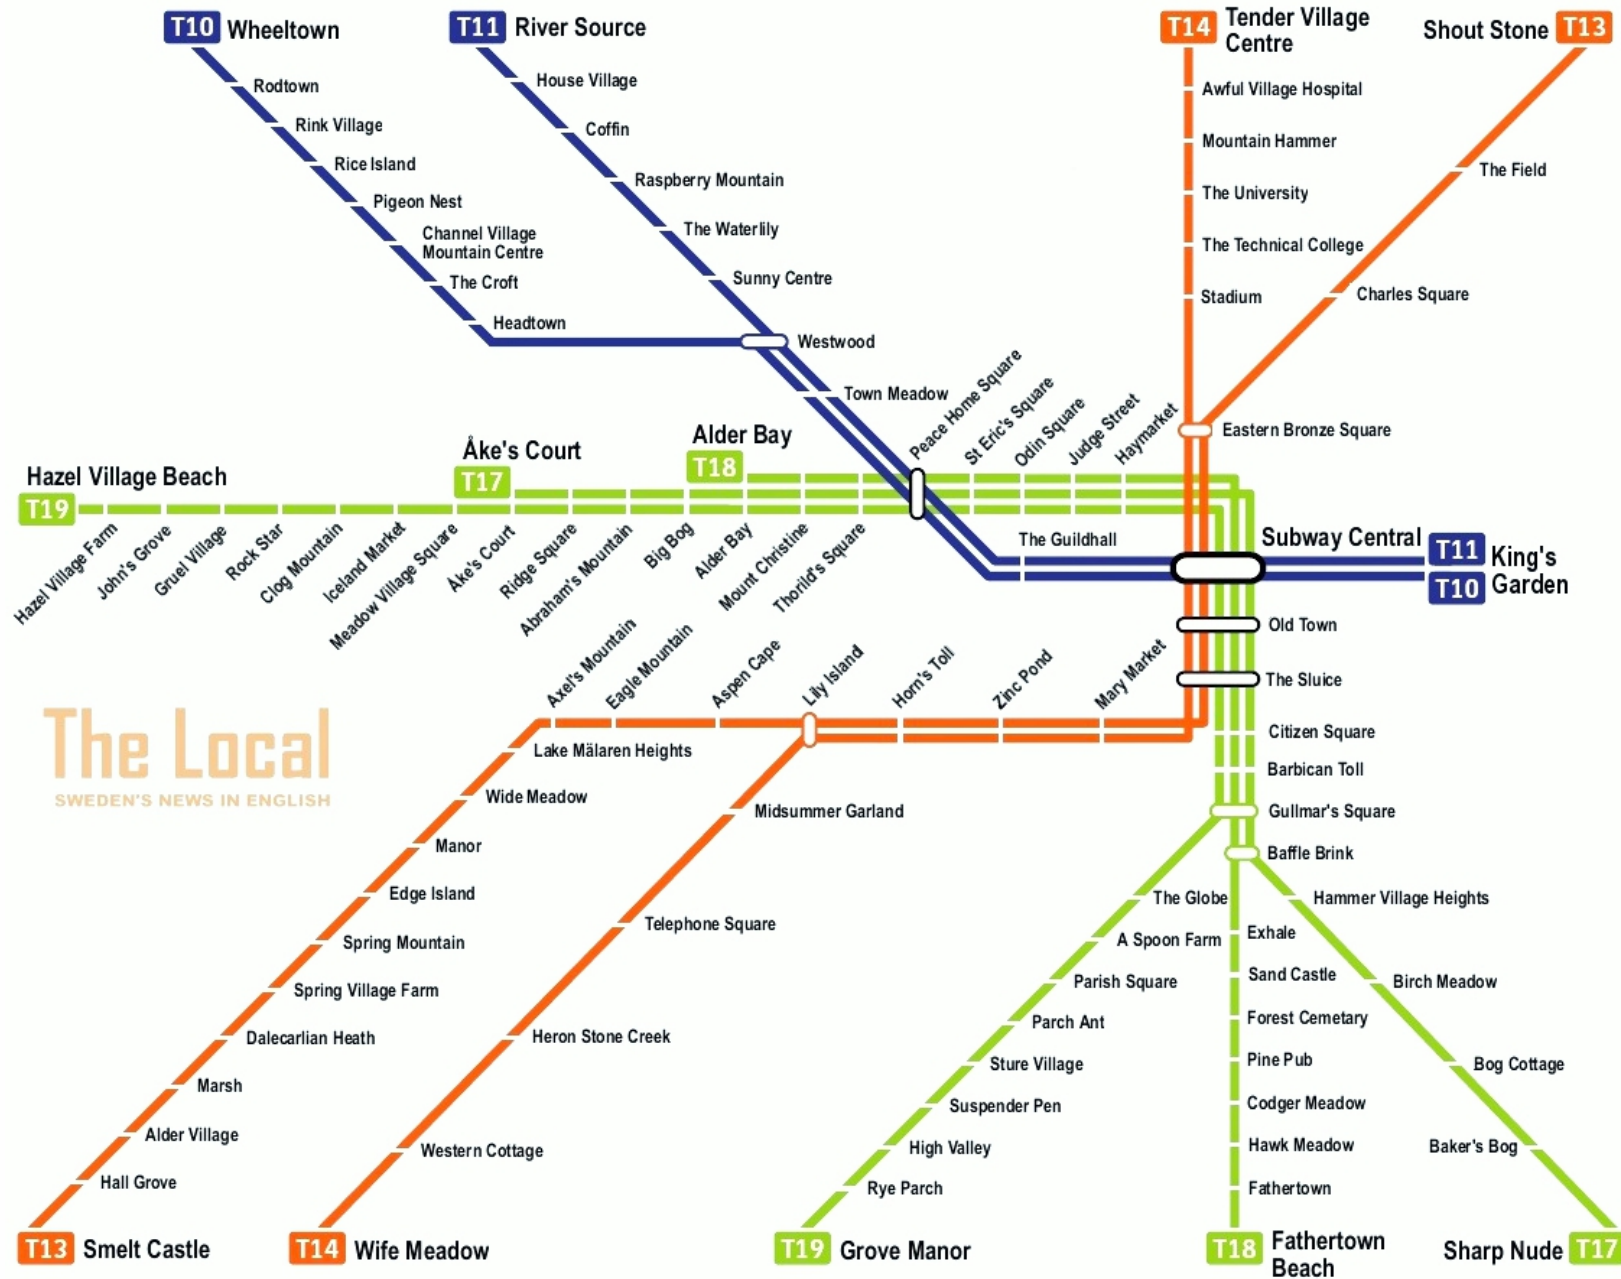 T10 Wheeltown
Rodtown
Rink Village
Rice Island
Pigeon Nest
Channel Village
Mountain Centre
The Croft
Headtown
T11 River Source
House Village
Coffin
Raspberry Mountain
The Waterlily
Sunny Centre
Westwood
Town Meadow
T14 Tender Village
Centre
Awful Village Hospital
Mountain Hammer
The University
The Technical College
Stadium
Shout Stone T13
The Field
Charles Square
Eastern Bronze Square
Peace Home Square
St Eric's Square
Odin Square
Judge Street
Haymarket
Hazel Village Beach
T19
Åke's Court
T17
Alder Bay
T18
Hazel Village Farm
John's Grove
Gruel Village
Rock Star
Clog Mountain
Iceland Market
Meadow Village Square
Åke's Court
Ridge Square
Abraham's Mountain
Big Bog
Alder Bay
Mount Christine
Thorild's Square
The Guildhall
Subway Central
T11
T10
King's
Garden
Old Town
The Sluice
Citizen Square
Barbican Toll
Gullmar's Square
Baffle Brink
Axel's Mountain
Eagle Mountain
Aspen Cape
Lily Island
Horn's Toll
Zinc Pond
Mary Market
The Local
SWEDEN'S NEWS IN ENGLISH
Lake Mälaren Heights
Wide Meadow
Manor
Edge Island
Spring Mountain
Spring Village Farm
Dalecarlian Heath
Marsh
Alder Village
Hall Grove
T13 Smelt Castle
Midsummer Garland
Telephone Square
Heron Stone Creek
Western Cottage
T14 Wife Meadow
The Globe
A Spoon Farm
Parish Square
Parch Ant
Sture Village
Suspender Pen
High Valley
Rye Parch
T19 Grove Manor
Exhale
Sand Castle
Forest Cemetary
Pine Pub
Codger Meadow
Hawk Meadow
Fathertown
T18 Fathertown
Beach
Hammer Village Heights
Birch Meadow
Bog Cottage
Baker's Bog
Sharp Nude T17